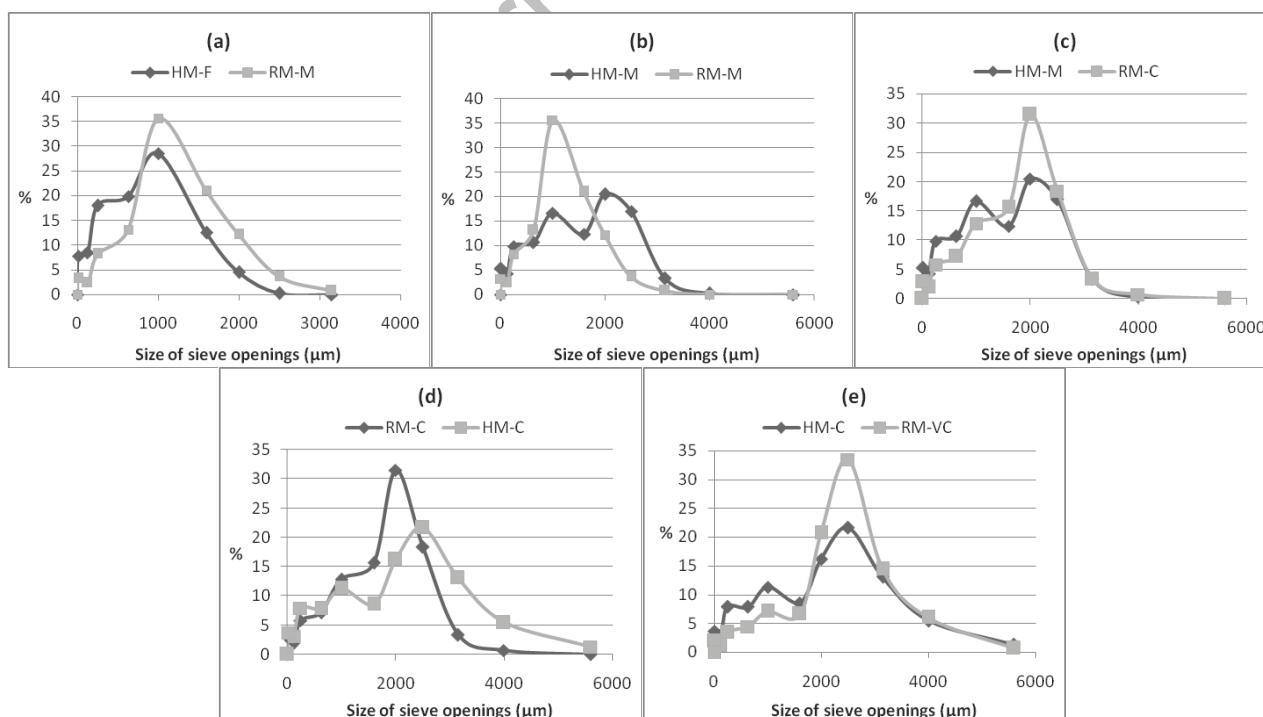 (a)
HM-F RM-M
40
35
30
25
20
15
10
5
0
%
0 1000 2000 3000 4000
Size of sieve openings (µm)
(b)
HM-M RM-M
40
35
30
25
20
15
10
5
0
%
0 2000 4000 6000
Size of sieve openings (µm)
(c)
HM-M RM-C
35
30
25
20
15
10
5
0
%
0 2000 4000 6000
Size of sieve openings (µm)
(d)
RM-C HM-C
35
30
25
20
15
10
5
0
%
0 2000 4000 6000
Size of sieve openings (µm)
(e)
HM-C RM-VC
35
30
25
20
15
10
5
0
%
0 2000 4000 6000
Size of sieve openings (µm)